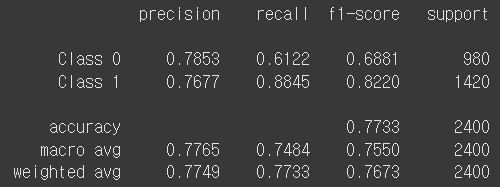 precision recall f1-score support
Class 0 0.7853 0.6122 0.6881 980
Class 1 0.7677 0.8845 0.8220 1420
accuracy 0.7733 2400
macro avg 0.7765 0.7484 0.7550 2400
weighted avg 0.7749 0.7733 0.7673 2400